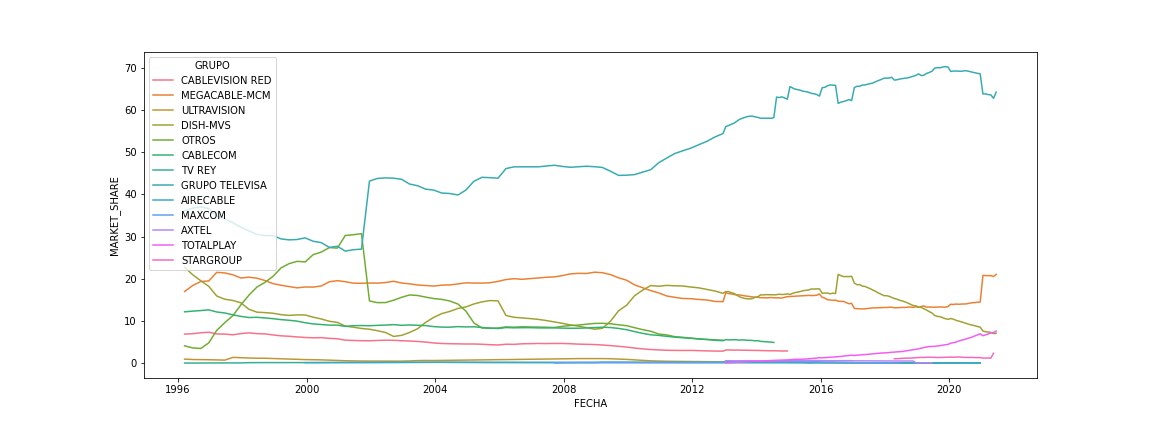 GRUPO
CABLEVISION RED
MEGACABLE-MCM
ULTRAVISION
DISH-MVS
OTROS
CABLECOM
TV REY
GRUPO TELEVISA
AIRECABLE
MAXCOM
AXTEL
TOTALPLAY
STARGROUP
MARKET_SHARE
70
60
50
40
30
20
10
0
1996
2000
2004
2008
2012
2016
2020
FECHA